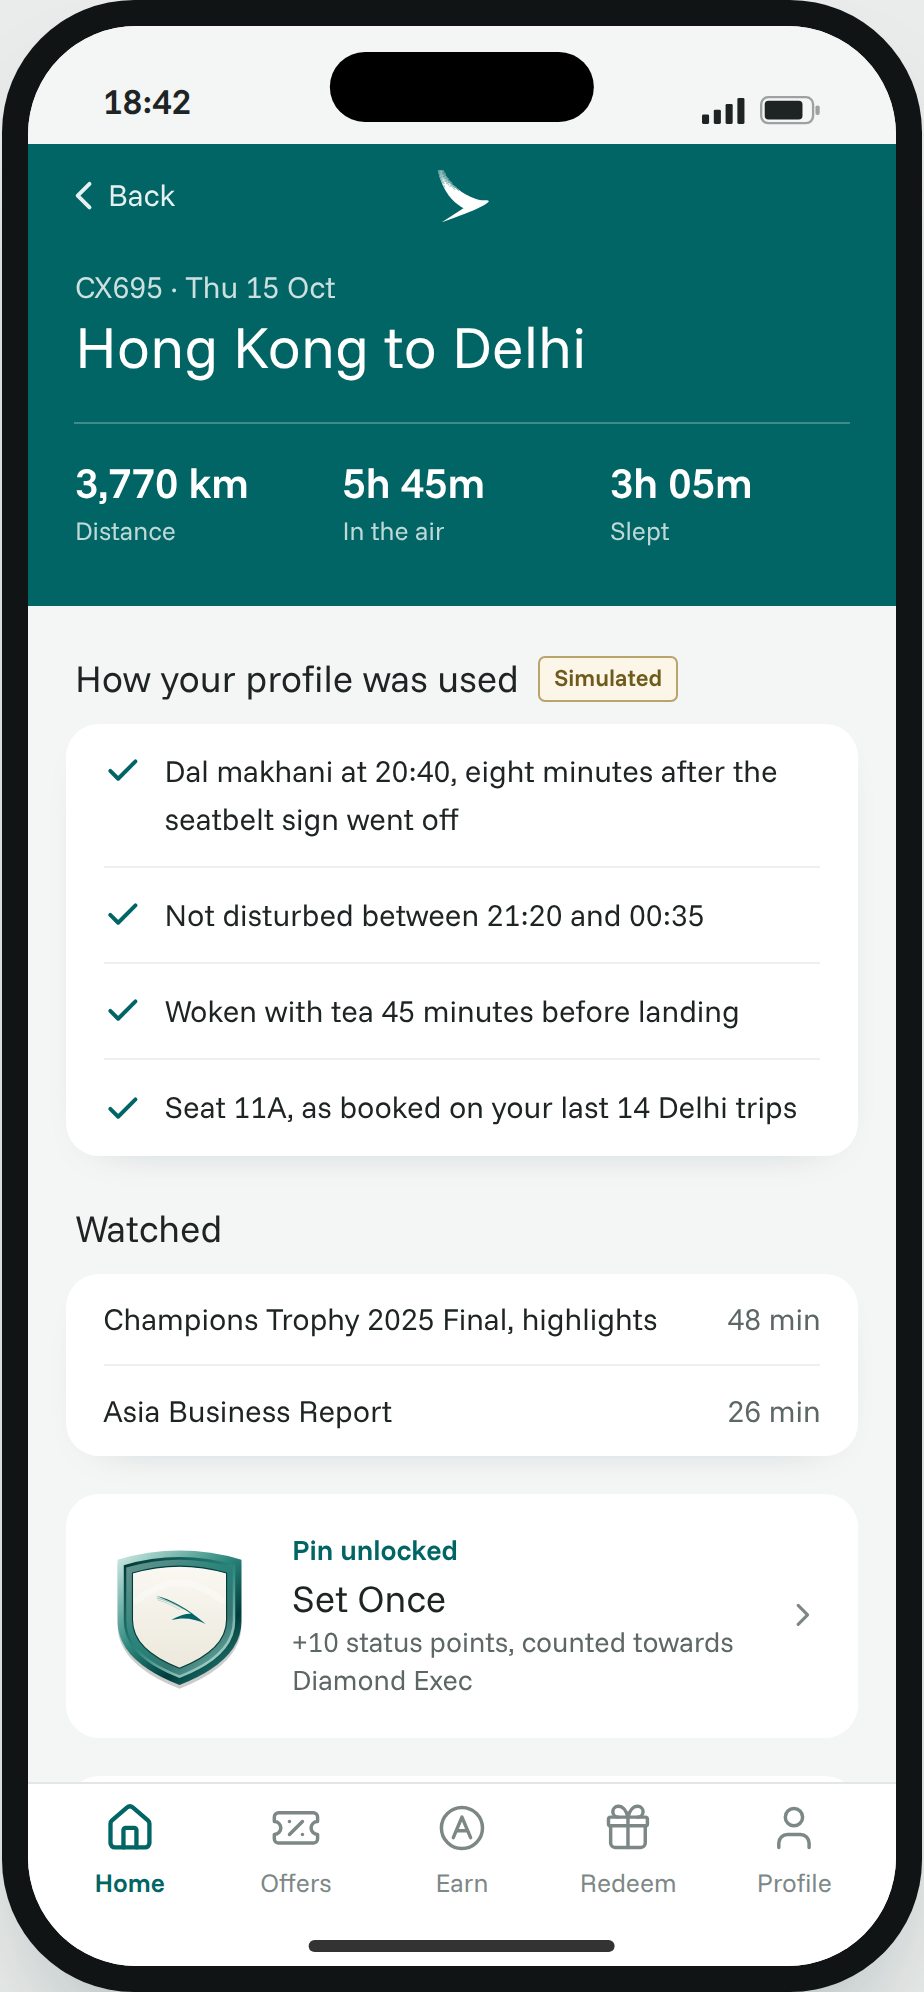 18:42
Back
CX695 · Thu 15 Oct
Hong Kong to Delhi
3,770 km
Distance
5h 45m
In the air
3h 05m
Slept
How your profile was used
Simulated
Dal makhani at 20:40, eight minutes after the
seatbelt sign went off
Not disturbed between 21:20 and 00:35
Woken with tea 45 minutes before landing
Seat 11A, as booked on your last 14 Delhi trips
Watched
Champions Trophy 2025 Final, highlights
48 min
Asia Business Report
26 min
Pin unlocked
Set Once
+10 status points, counted towards
Diamond Exec
Home
Offers
Earn
Redeem
Profile